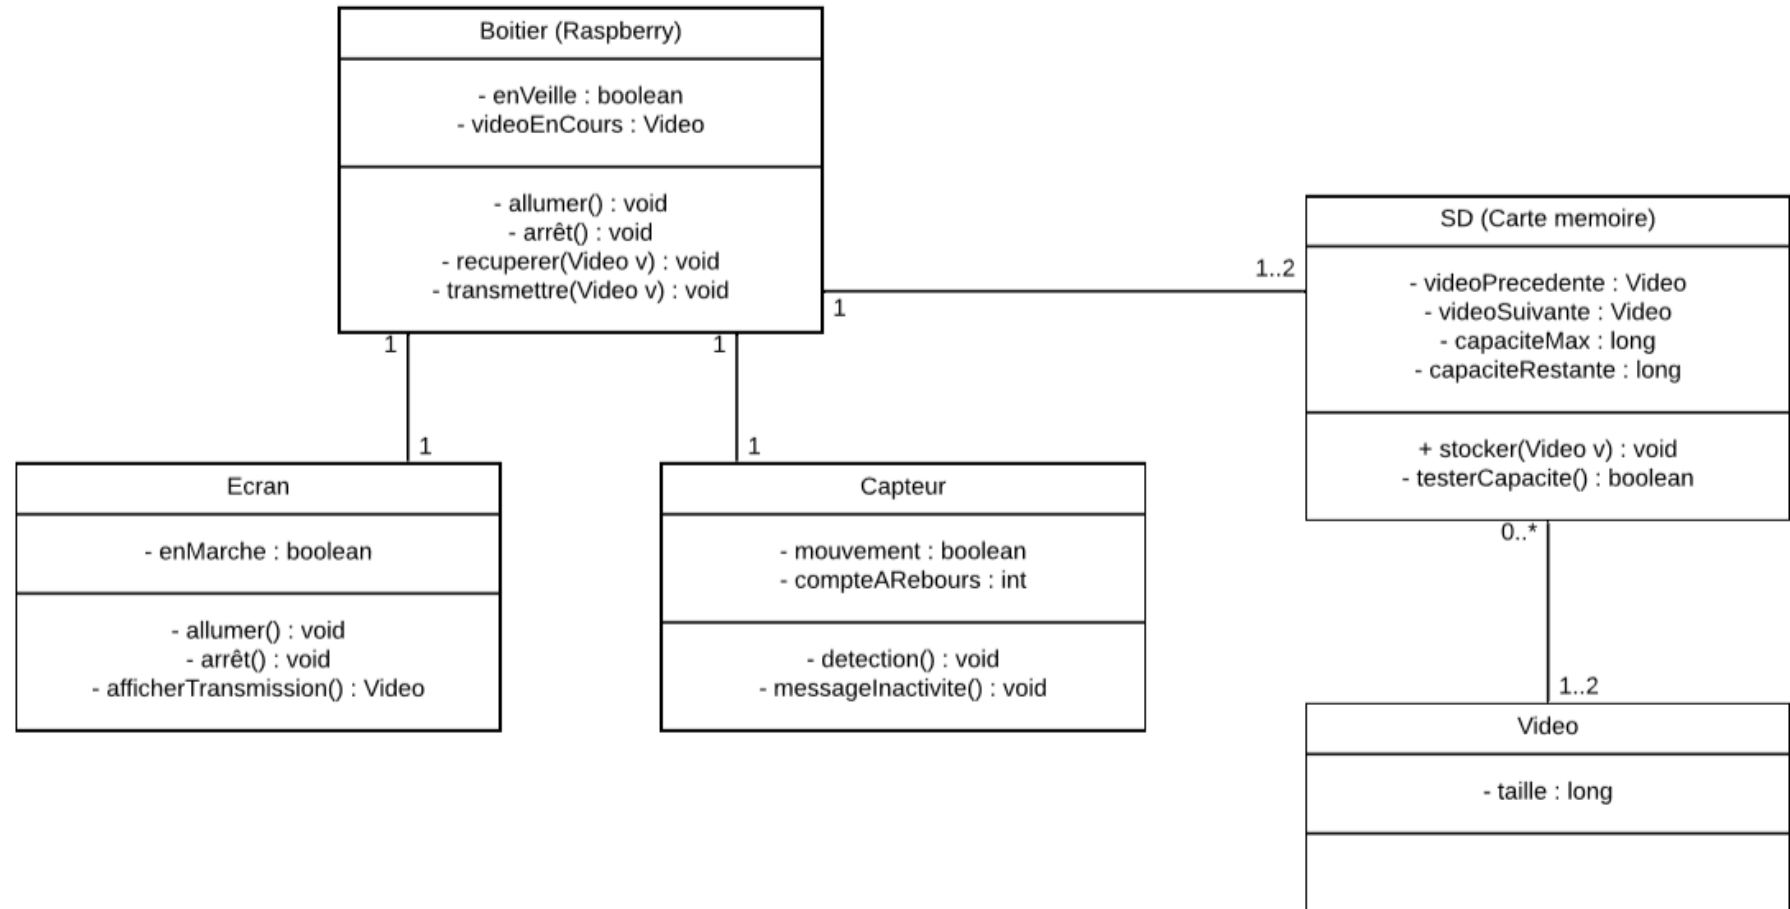 Boitier (Raspberry)
- enVeille : boolean
- videoEnCours : Video
- allumer() : void
- arrêt() : void
- recuperer(Video v) : void
- transmettre(Video v) : void
1
1..2
1
1
1
1
SD (Carte memoire)
- videoPrecedente : Video
- videoSuivante : Video
- capaciteMax : long
- capaciteRestante : long
+ stocker(Video v) : void
- testerCapacite() : boolean
Ecran
- enMarche : boolean
- allumer() : void
- arrêt() : void
- afficherTransmission() : Video
Capteur
- mouvement : boolean
- compteARebours : int
- detection() : void
- messageInactivite() : void
0..*
1..2
Video
- taille : long